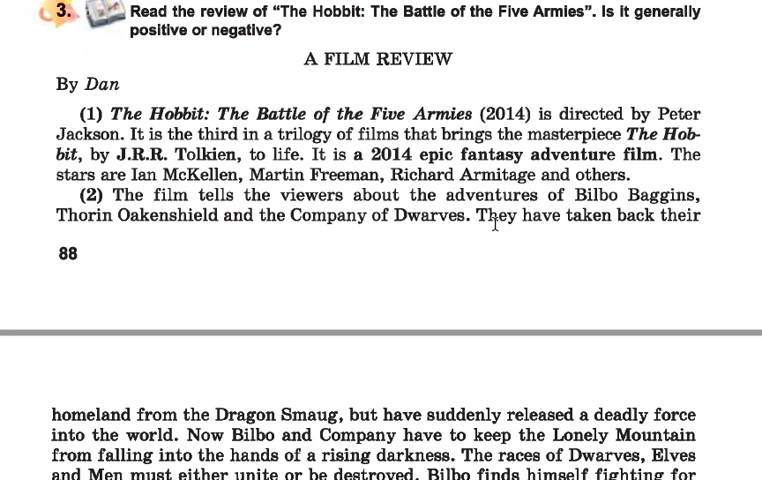 3. Read the review of “The Hobbit: The Battle of the Five Armies”. Is it generally
positive or negative?
A FILM REVIEW
By Dan
(1) The Hobbit: The Battle of the Five Armies (2014) is directed by Peter
Jackson. It is the third in a trilogy of films that brings the masterpiece The Hob-
bit, by J.R.R. Tolkien, to life. It is a 2014 epic fantasy adventure film. The
stars are Ian McKellen, Martin Freeman, Richard Armitage and others.
(2) The film tells the viewers about the adventures of Bilbo Baggins,
Thorin Oakenshield and the Company of Dwarves. They have taken back their
88
homeland from the Dragon Smaug, but have suddenly released a deadly force
into the world. Now Bilbo and Company have to keep the Lonely Mountain
from falling into the hands of a rising darkness. The races of Dwarves, Elves
and Men must either unite or be destroyed. Bilbo finds himself fighting for